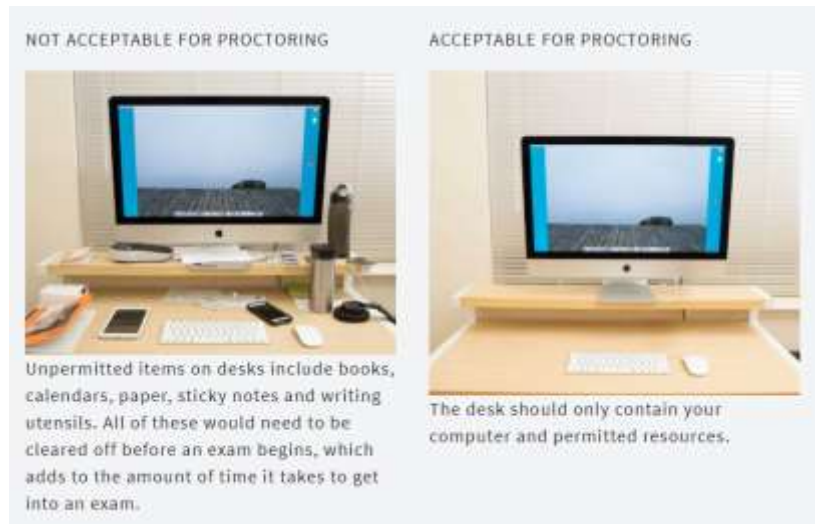 NOT ACCEPTABLE FOR PROCTORING
Unpermitted items on desks include books,
calendars, paper, sticky notes and writing
utensils. All of these would need to be
cleared off before an exam begins, which
adds to the amount of time it takes to get
into an exam.
ACCEPTABLE FOR PROCTORING
The desk should only contain your
computer and permitted resources.